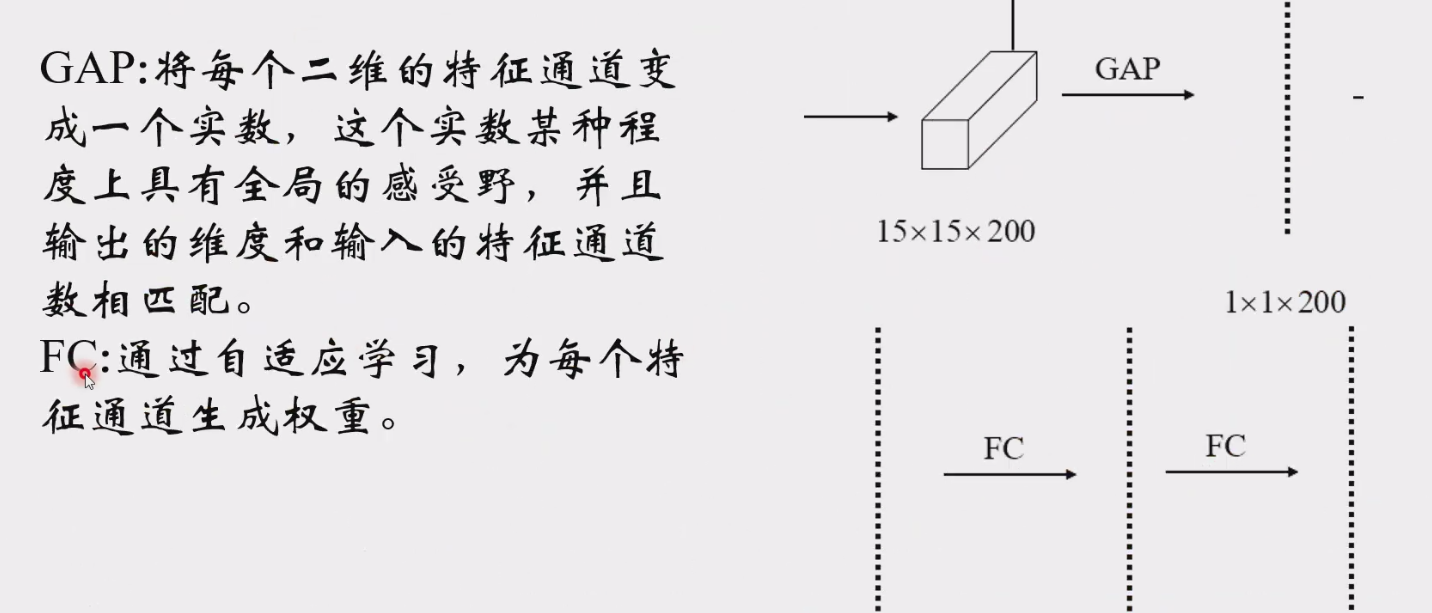 GAP:将每个二维的特征通道变
成一个实数，这个实数某种程
度上具有全局的感受野，并且
输出的维度和输入的特征通道
数相匹配。
FC:通过自适应学习，为每个特
征通道生成权重。
GAP
15×15×200
1×1×200
FC
FC